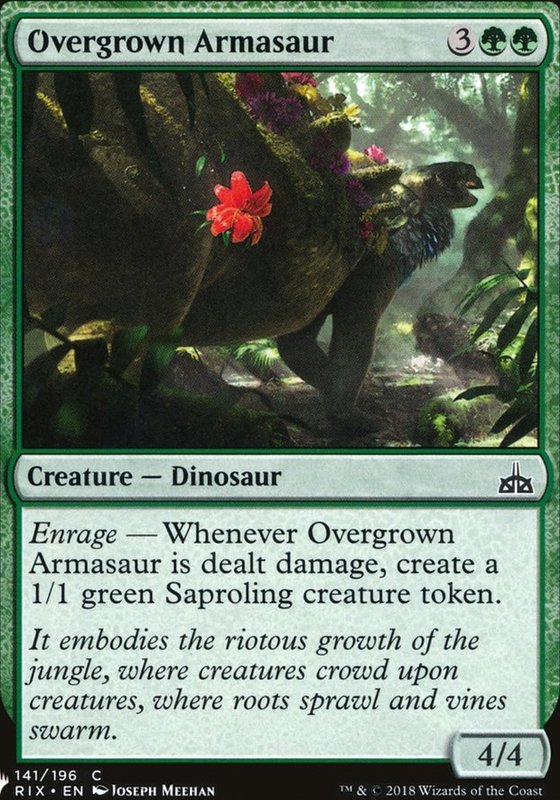 Overgrown Armasaur 3
Creature — Dinosaur
Enrage — Whenever Overgrown
Armasaur is dealt damage, create a
1/1 green Saproling creature token.
It embodies the riotous growth of the
jungle, where creatures crowd upon
creatures, where roots sprawl and vines
swarm.
4/4
141/196 C
RIX • EN Joseph Meehan
™ & © 2018 Wizards of the Coast